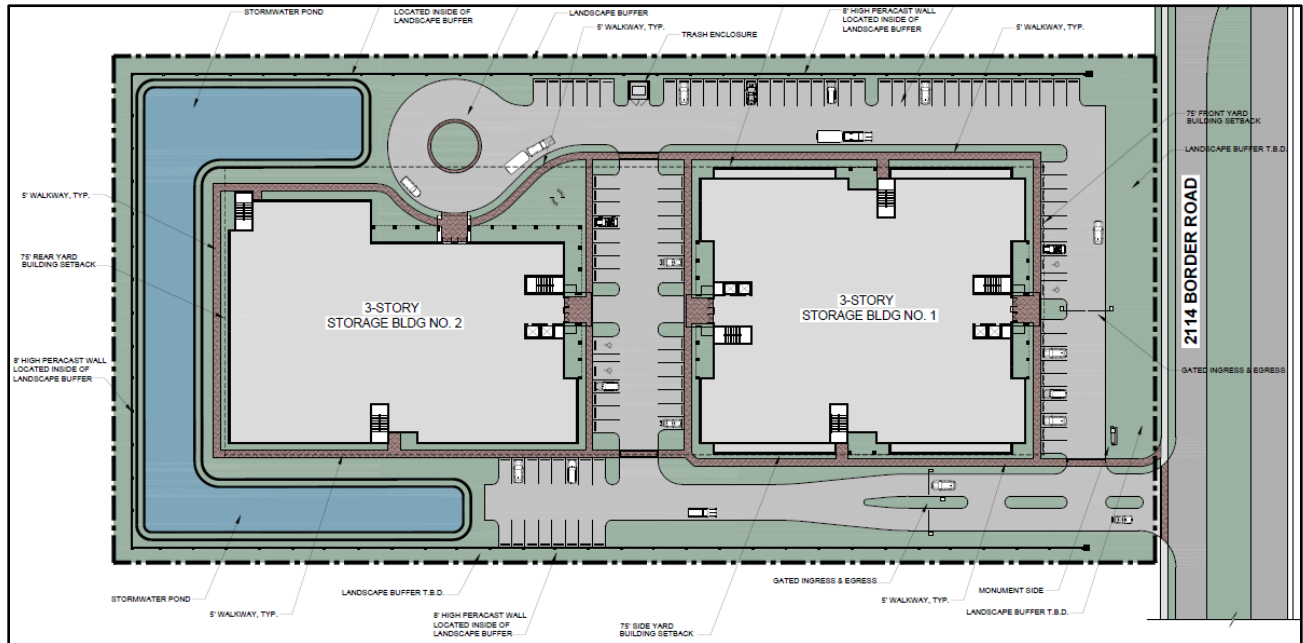 STORMWATER POND
LOCATED INSIDE OF
LANDSCAPE BUFFER
LANDSCAPE BUFFER
5' WALKWAY, TYP.
TRASH ENCLOSURE
8' HIGH PERACAST WALL
LOCATED INSIDE OF
LANDSCAPE BUFFER
5' WALKWAY, TYP.
75' FRONT YARD
BUILDING SETBACK
LANDSCAPE BUFFER T.B.D.
5' WALKWAY, TYP.
75' REAR YARD
BUILDING SETBACK
3-STORY
STORAGE BLDG NO. 2
3-STORY
STORAGE BLDG NO. 1
2114 BORDER ROAD
8' HIGH PERACAST WALL
LOCATED INSIDE OF
LANDSCAPE BUFFER
GATED INGRESS & EGRESS
STORMWATER POND
5' WALKWAY, TYP.
LANDSCAPE BUFFER T.B.D.
8' HIGH PERACAST WALL
LOCATED INSIDE OF
LANDSCAPE BUFFER
75' SIDE YARD
BUILDING SETBACK
GATED INGRESS & EGRESS
5' WALKWAY, TYP.
MONUMENT SIDE
LANDSCAPE BUFFER T.B.D.